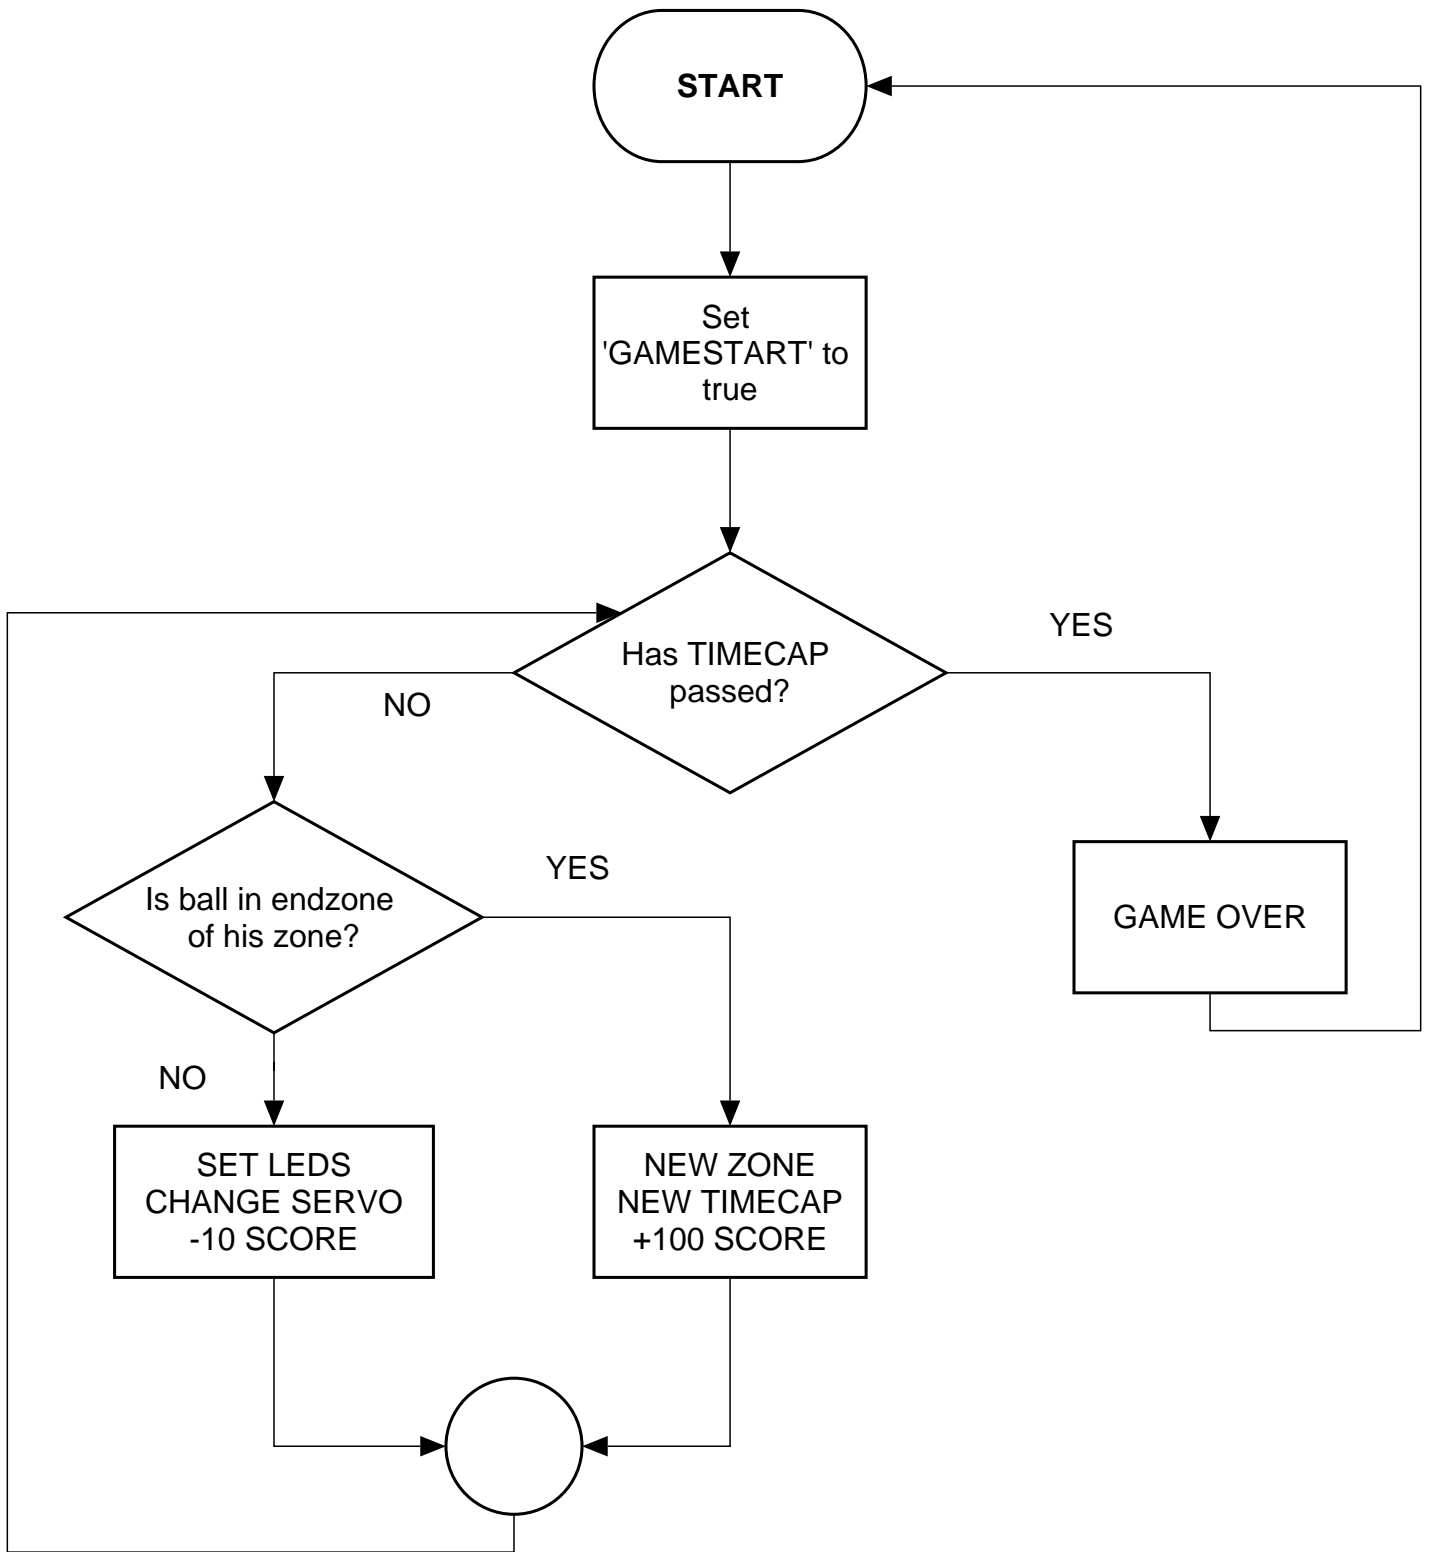 START
Set
'GAMESTART' to
true
Has TIMECAP
passed?
YES
NO
Is ball in endzone
of his zone?
YES
GAME OVER
NO
SET LEDS
CHANGE SERVO
-10 SCORE
NEW ZONE
NEW TIMECAP
+100 SCORE